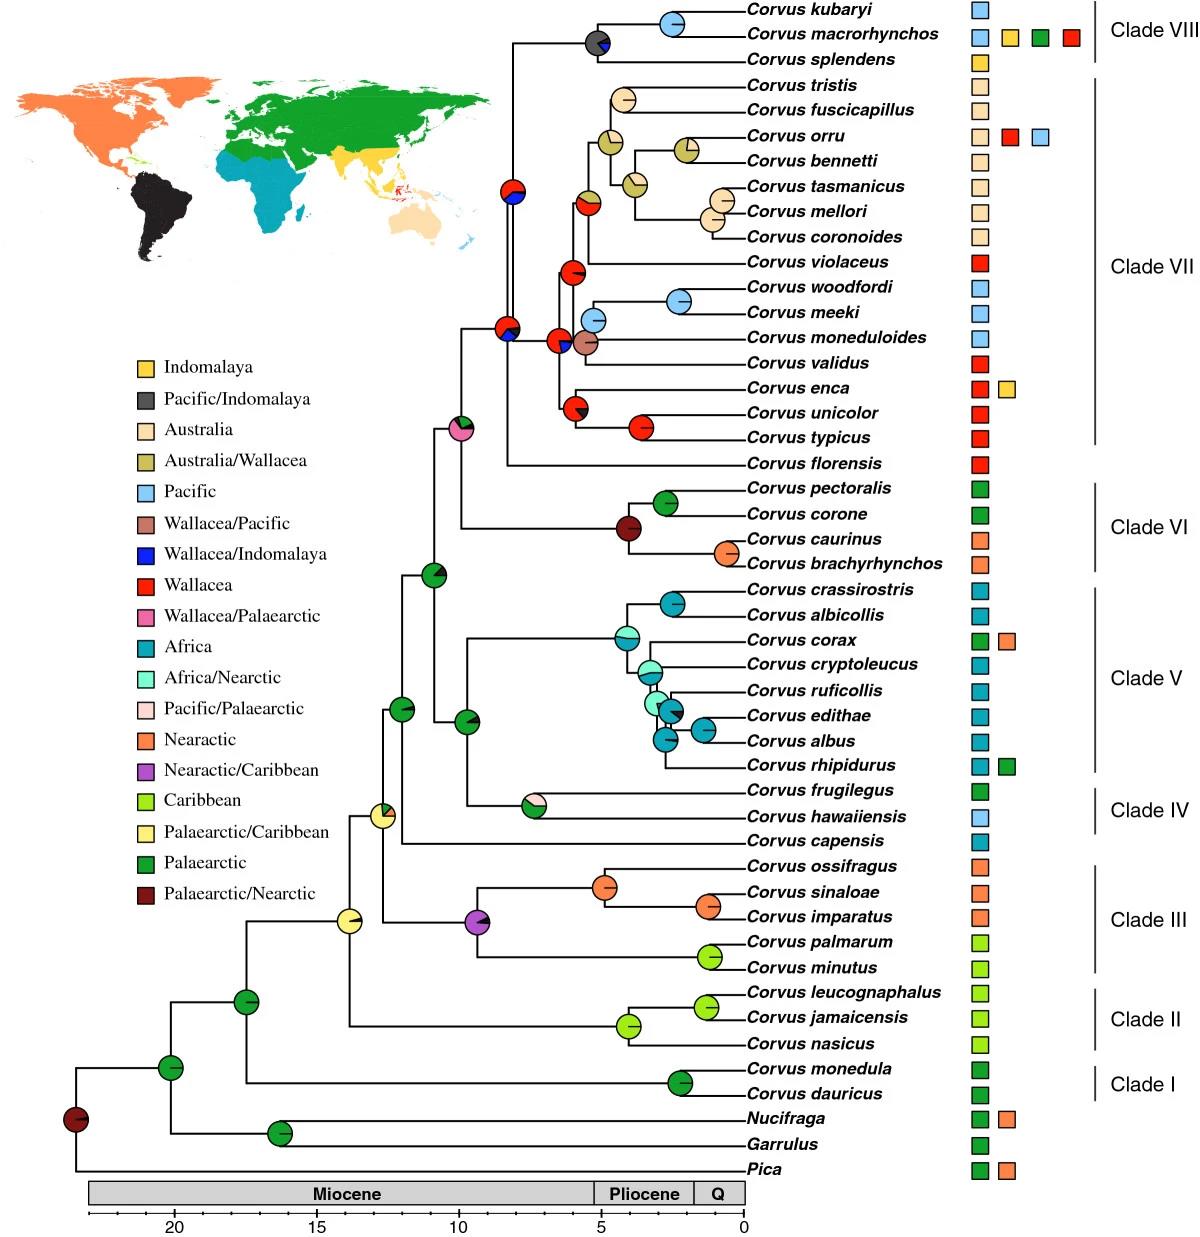 Corvus kubaryi
Corvus macrorhynchos
Corvus splendens
Clade VIII
Corvus tristis
Corvus fuscicapillus
Corvus orru
Corvus bennetti
Corvus tasmanicus
Corvus mellori
Corvus coronoides
Corvus violaceus
Corvus woodfordi
Corvus meeki
Corvus moneduloides
Corvus validus
Corvus enca
Corvus unicolor
Corvus typicus
Clade VII
Corvus florensis
Corvus pectoralis
Corvus corone
Corvus caurinus
Corvus brachyrhynchos
Clade VI
Corvus crassirostris
Corvus albicollis
Corvus corax
Corvus cryptoleucus
Corvus ruficollis
Corvus edithae
Corvus albus
Corvus rhipidurus
Clade V
Corvus frugilegus
Corvus hawaiiensis
Clade IV
Corvus capensis
Corvus ossifragus
Corvus sinaloae
Corvus imparatus
Corvus palmarum
Corvus minutus
Clade III
Corvus leucognaphalus
Corvus jamaicensis
Corvus nasicus
Clade II
Corvus monedula
Corvus dauricus
Clade I
Nucifraga
Garrulus
Pica
Indomalaya
Pacific/Indomalaya
Australia
Australia/Wallacea
Pacific
Wallacea/Pacific
Wallacea/Indomalaya
Wallacea
Wallacea/Palaearctic
Africa
Africa/Nearctic
Pacific/Palaearctic
Nearactic
Nearactic/Caribbean
Caribbean
Palaearctic/Caribbean
Palaearctic
Palaearctic/Nearctic
Miocene Pliocene Q
20 15 10 5 0